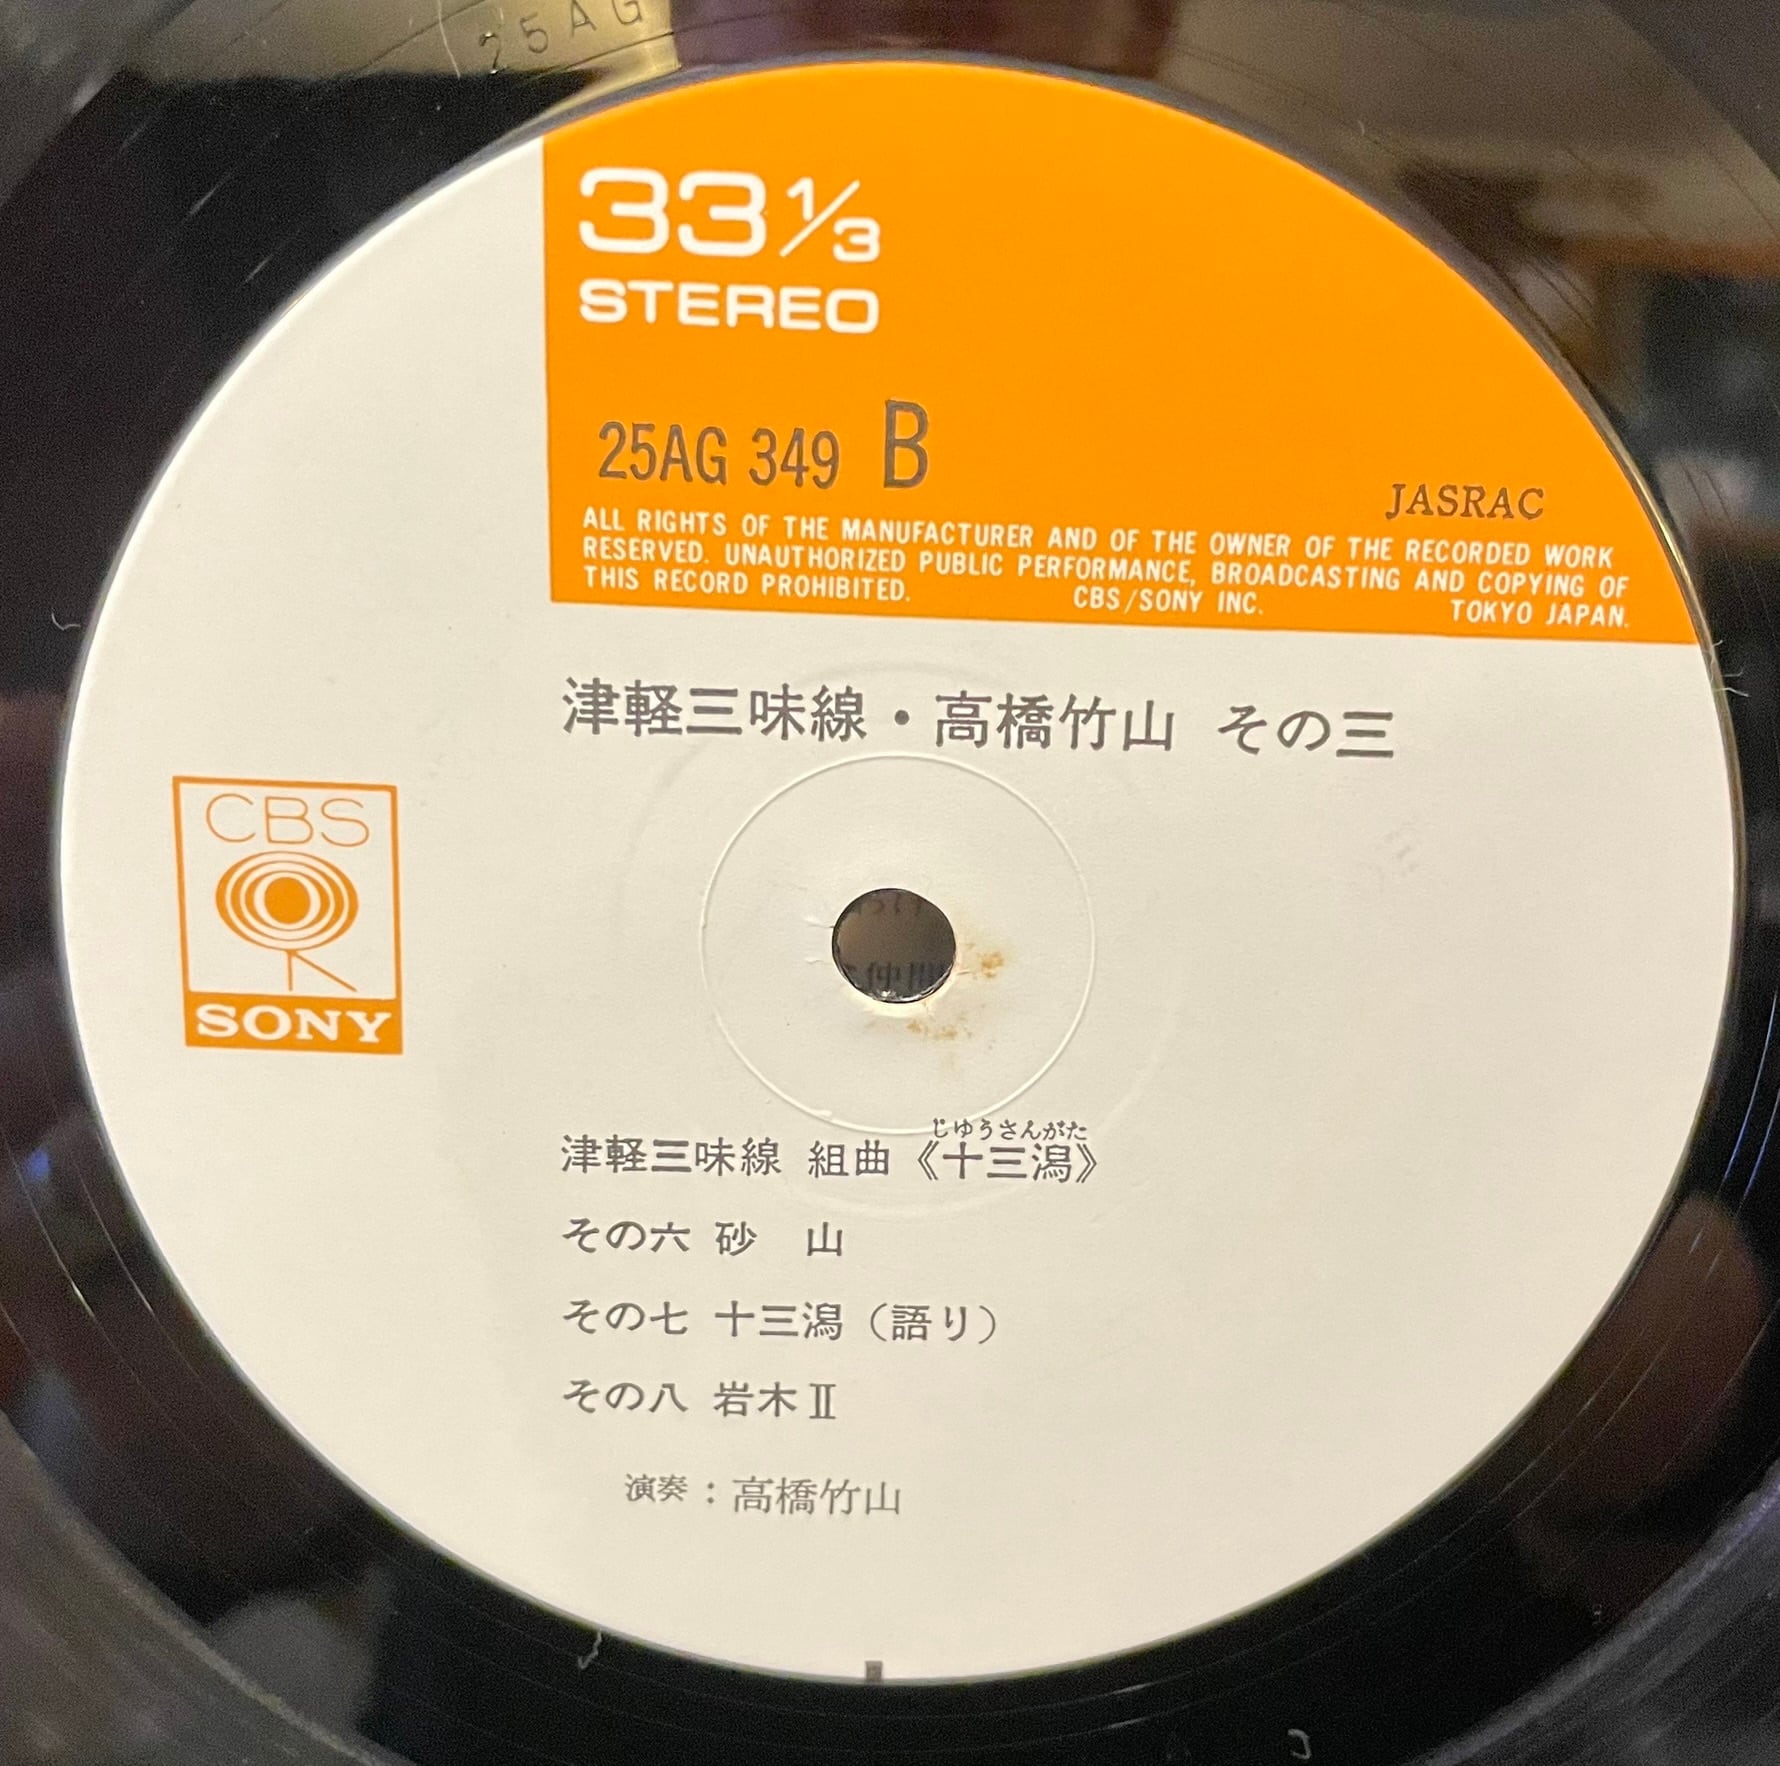 25AG
33 1/3
STEREO
25AG 349 B
JASRAC
ALL RIGHTS OF THE MANUFACTURER AND OF THE OWNER OF THE RECORDED WORK
RESERVED. UNAUTHORIZED PUBLIC PERFORMANCE, BROADCASTING AND COPYING OF
THIS RECORD PROHIBITED. CBS/SONY INC. TOKYO JAPAN.
津軽三味線・高橋竹山 その三
CBS
SONY
じゆうさんがた
津軽三味線 組曲《十三潟》
その六 砂 山
その七 十三潟（語り）
その八 岩木Ⅱ
演奏：高橋竹山